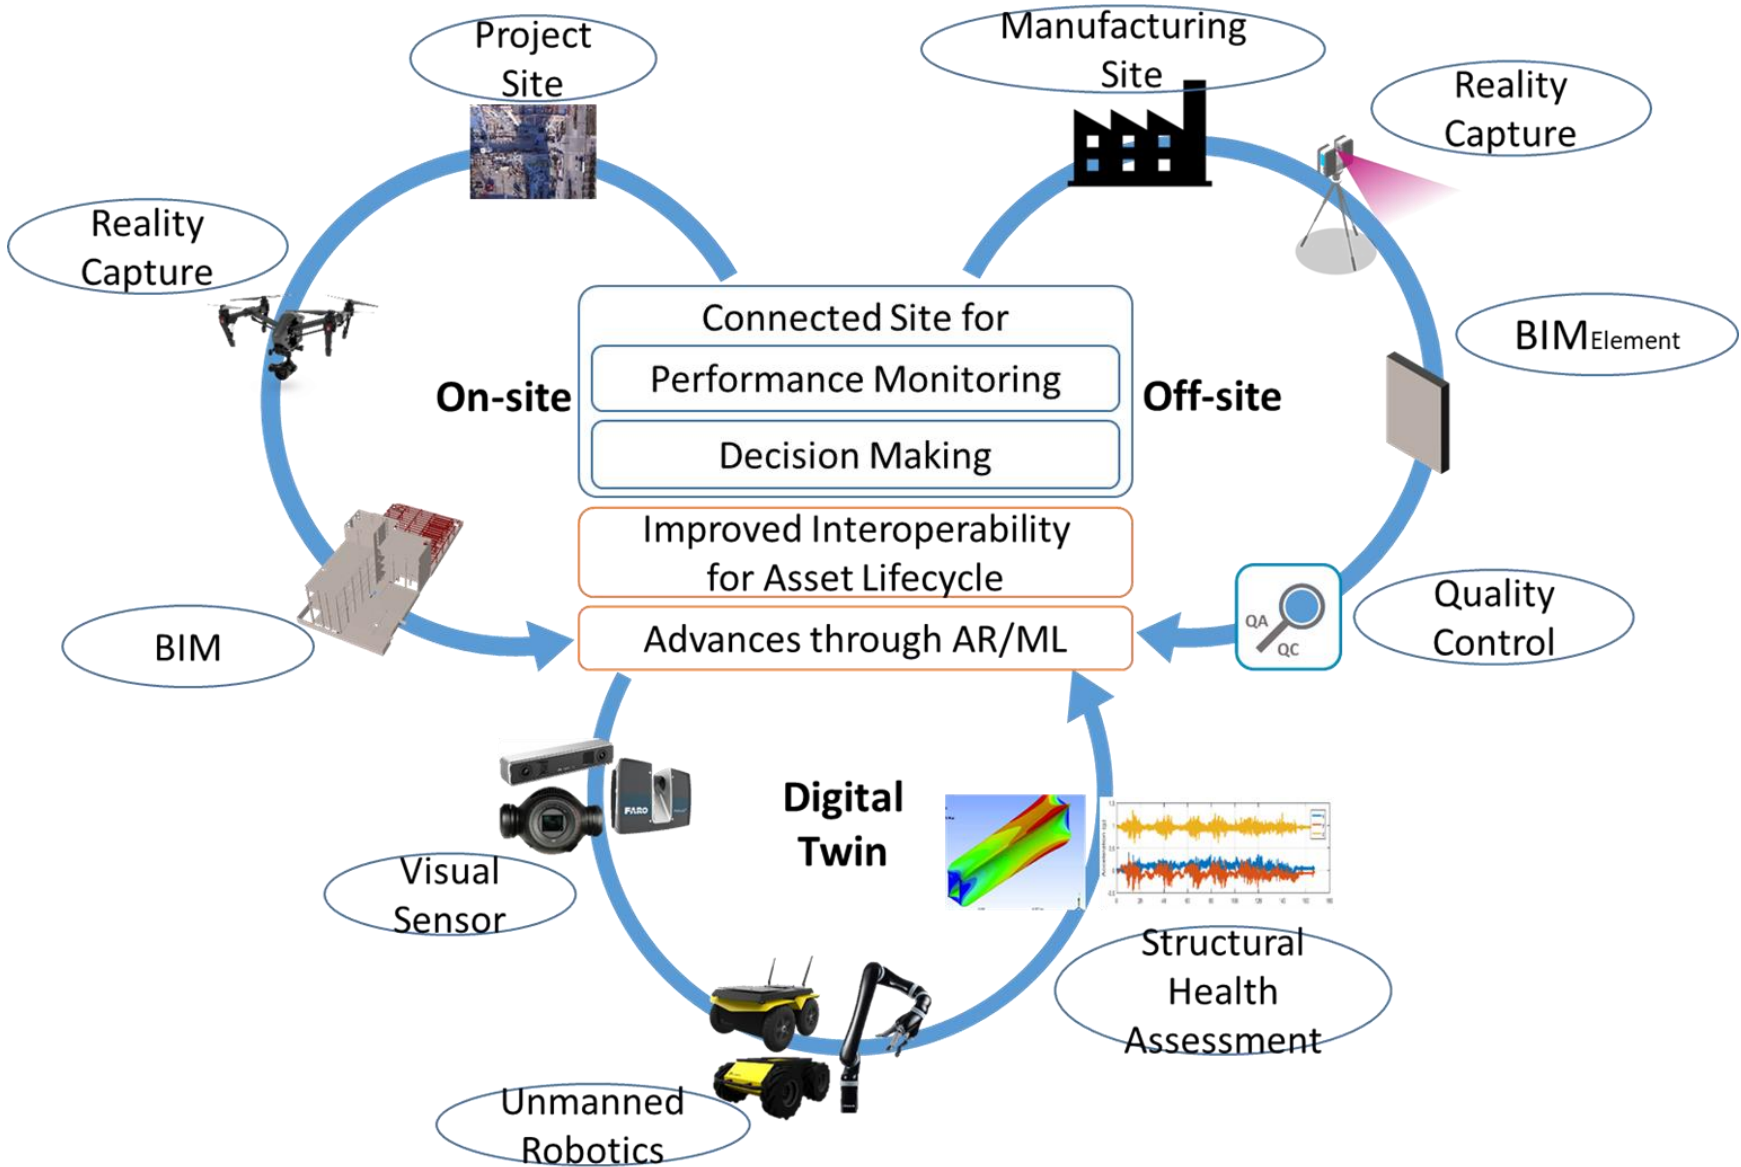 Project
Site
Manufacturing
Site
Reality
Capture
Reality
Capture
Connected Site for
Performance Monitoring
Decision Making
On-site
Off-site
BIM Element
Improved Interoperability
for Asset Lifecycle
Advances through AR/ML
BIM
QA
QC
Quality
Control
Digital
Twin
FARO
Visual
Sensor
Structural
Health
Assessment
Unmanned
Robotics